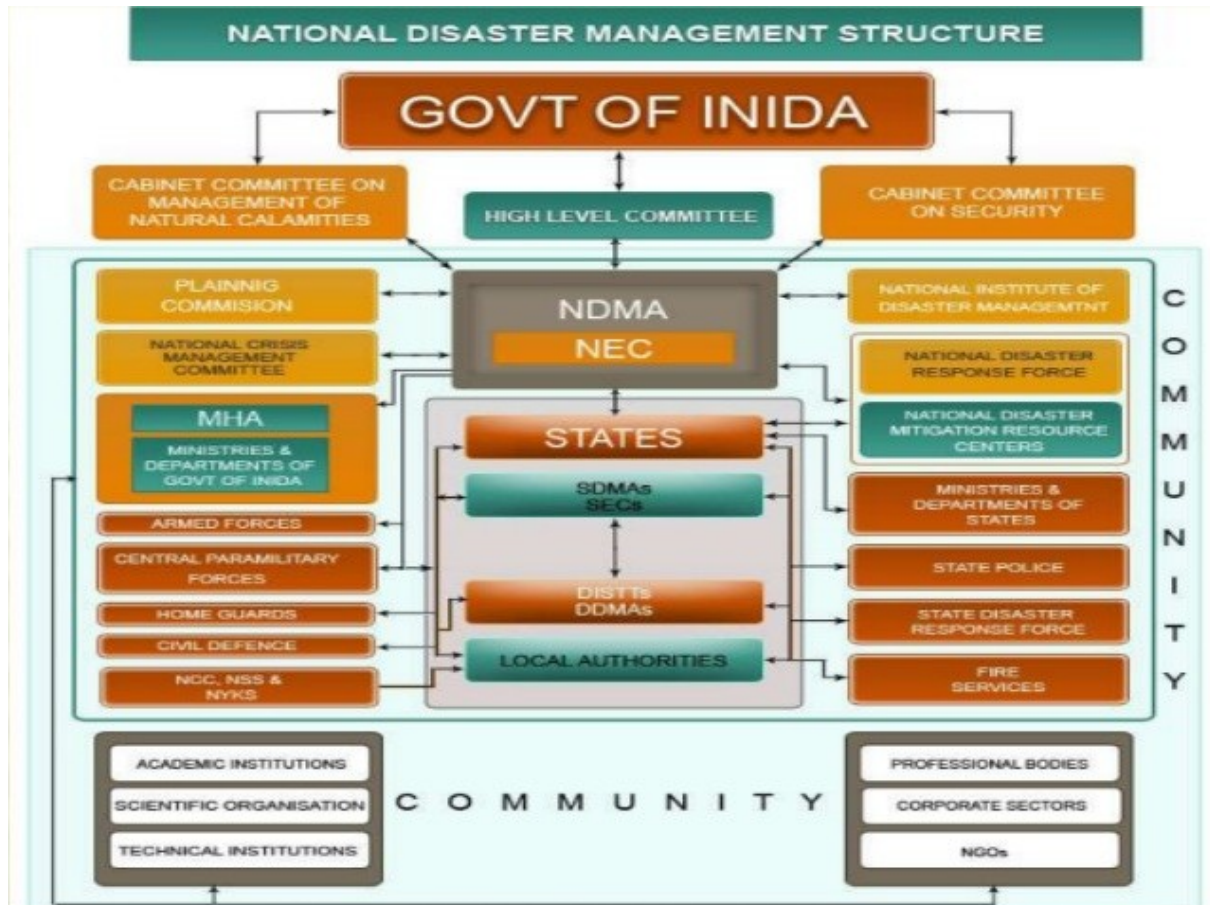 NATIONAL DISASTER MANAGEMENT STRUCTURE
GOVT OF INIDA
CABINET COMMITTEE ON
MANAGEMENT OF
NATURAL CALAMITIES
HIGH LEVEL COMMITTEE
CABINET COMMITTEE
ON SECURITY
PLAINNIG
COMMISION
NATIONAL CRISIS
MANAGEMENT
COMMITTEE
MHA
MINISTRIES &
DEPARTMENTS OF
GOVT OF INIDA
ARMED FORCES
CENTRAL PARAMILITARY
FORCES
HOME GUARDS
CIVIL DEFENCE
NCC, NSS &
NYKS
NDMA
NEC
STATES
SDMAs
SECs
DISTTs
DDMAs
LOCAL AUTHORITIES
NATIONAL INSTITUTE OF
DISASTER MANAGEMTNT
NATIONAL DISASTER
RESPONSE FORCE
NATIONAL DISASTER
MITIGATION RESOURCE
CENTERS
MINISTRIES &
DEPARTMENTS OF
STATES
STATE POLICE
STATE DISASTER
RESPONSE FORCE
FIRE
SERVICES
COMMUNITY
ACADEMIC INSTITUTIONS
SCIENTIFIC ORGANISATION
TECHNICAL INSTITUTIONS
COMMUNITY
PROFESSIONAL BODIES
CORPORATE SECTORS
NGOs